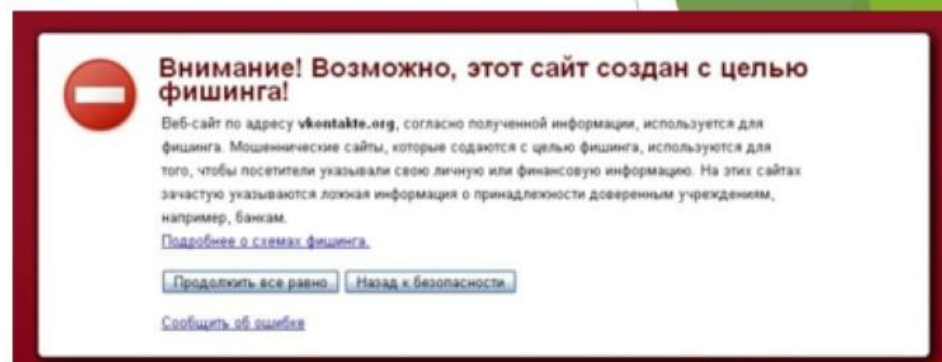 Внимание! Возможно, этот сайт создан с целью
фишинга!
Веб-сайт по адресу vkontakte.org, согласно полученной информации, используется для
фишинга. Мошеннические сайты, которые содаются с целью фишинга, используются для
того, чтобы посетители указывали свою личную или финансовую информацию. На этих сайтах
зачастую указываются ложная информация о принадлежности доверенным учреждениям,
например, банкам.
Подробнее о схемах фишинга.
Продолжить все равно Назад к безопасности
Сообщить об ошибке